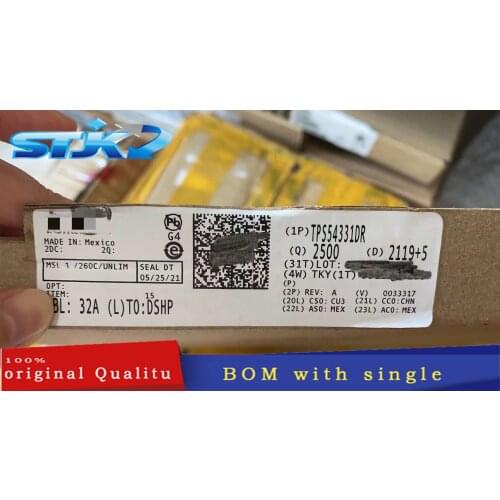 STJK
MADE IN: Mexico
2DC: 2Q:
G4
MSL 1 /260C/UNLIM
SEAL DT
05/25/21
OPT:
ITEM: 15
BL: 32A (L)TO:DSHP
(1P) TPS54331DR
(Q) 2500 (D) 2119+5
(31T) LOT:
(4W) TKY(1T)
(P)
(2P) REV: A (V) 0033317
(20L) CSO: CU3 (21L) CCO:CHN
(22L) ASO: MEX (23L) ACO: MEX
100%
original Qualitu
BOM with single